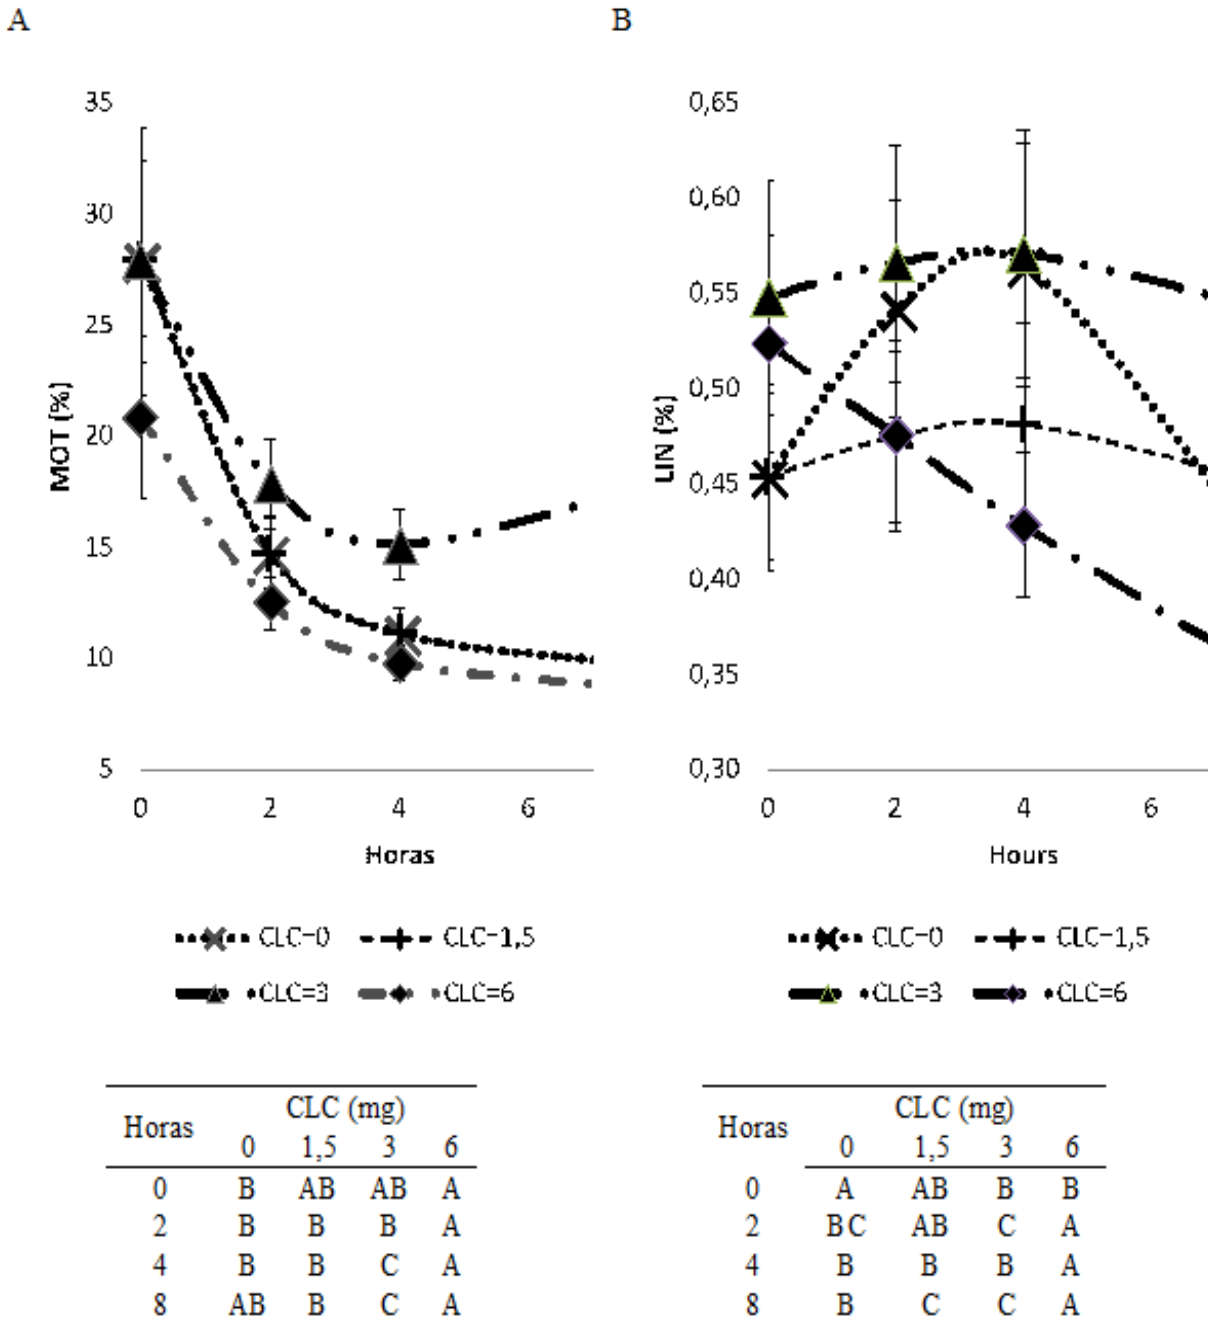 A
B
35
30
25
20
15
10
5
MOT (%)
0 2 4 6
Horas
CLC=0 CLC=1,5
CLC=3 CLC=6
0,65
0,60
0,55
0,50
0,45
0,40
0,35
0,30
LIN (%)
0 2 4 6
Hours
CLC=0 CLC=1,5
CLC=3 CLC=6
Horas CLC (mg)
0 1,5 3 6
0 B AB AB A
2 B B B A
4 B B C A
8 AB B C A
Horas CLC (mg)
0 1,5 3 6
0 A AB B B
2 BC AB C A
4 B B B A
8 B C C A